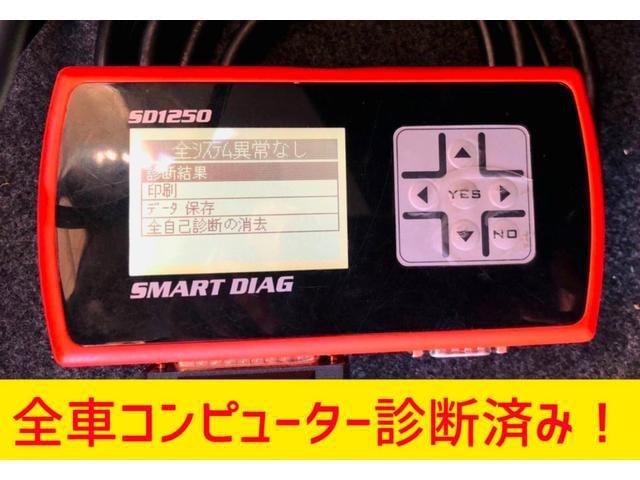 SD1250
全システム異常なし
診断結果
印刷
データ 保存
全自己診断の消去
YES
NO
SMART DIAG
全車コンピューター診断済み！